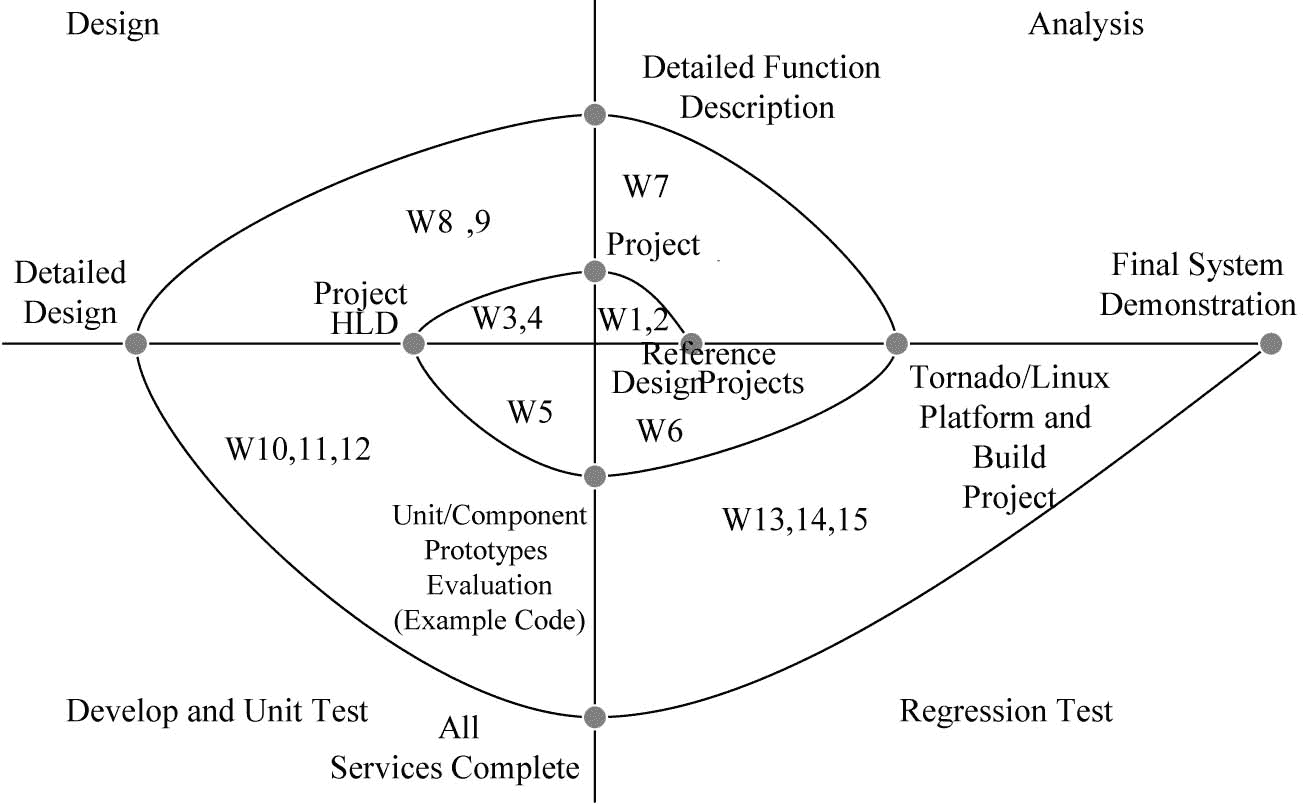 Design
Analysis
Detailed Function
Description
W7
W8 ,9
Project
Detailed
Design
Project
HLD
W3,4
W1,2
Final System
Demonstration
Reference
Design Projects
W5
W6
Tornado/Linux
Platform and
Build
Project
W10,11,12
Unit/Component
Prototypes
Evaluation
(Example Code)
W13,14,15
Develop and Unit Test
All
Services Complete
Regression Test